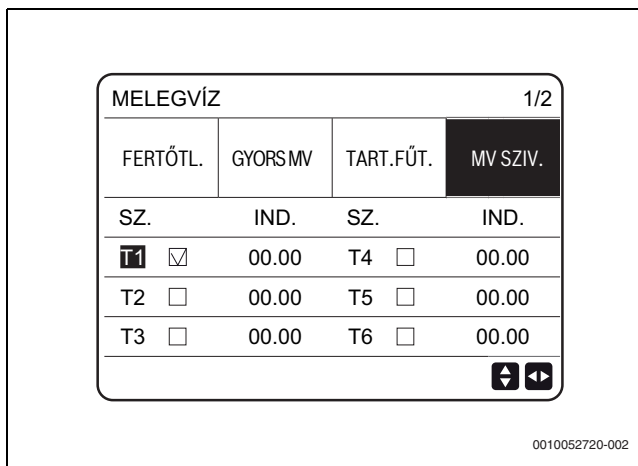 MELEGVÍZ 1/2
FERTŐTL. GYORS MV TART.FŰT. MV SZIV.
SZ. IND. SZ. IND.
T1 00.00 T4 00.00
T2 00.00 T5 00.00
T3 00.00 T6 00.00
0010052720-002